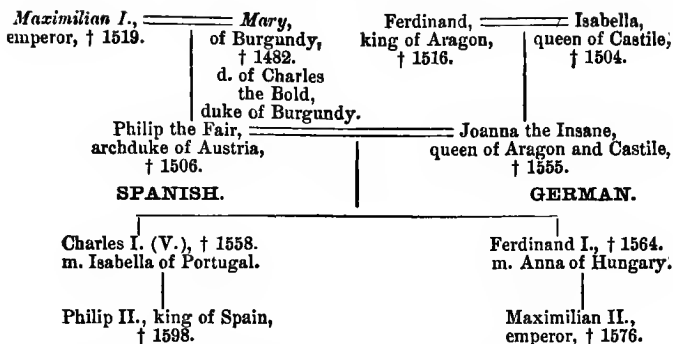 Maximilian I.,
emperor, † 1519.
Mary,
of Burgundy,
† 1482.
d. of Charles
the Bold,
duke of Burgundy.
Ferdinand,
king of Aragon,
† 1516.
Isabella,
queen of Castile,
† 1504.
Philip the Fair,
archduke of Austria,
† 1506.
Joanna the Insane,
queen of Aragon and Castile,
† 1555.
SPANISH.
GERMAN.
Charles I. (V.), † 1558.
m. Isabella of Portugal.
Ferdinand I., † 1564.
m. Anna of Hungary.
Philip II., king of Spain,
† 1598.
Maximilian II.,
emperor, † 1576.